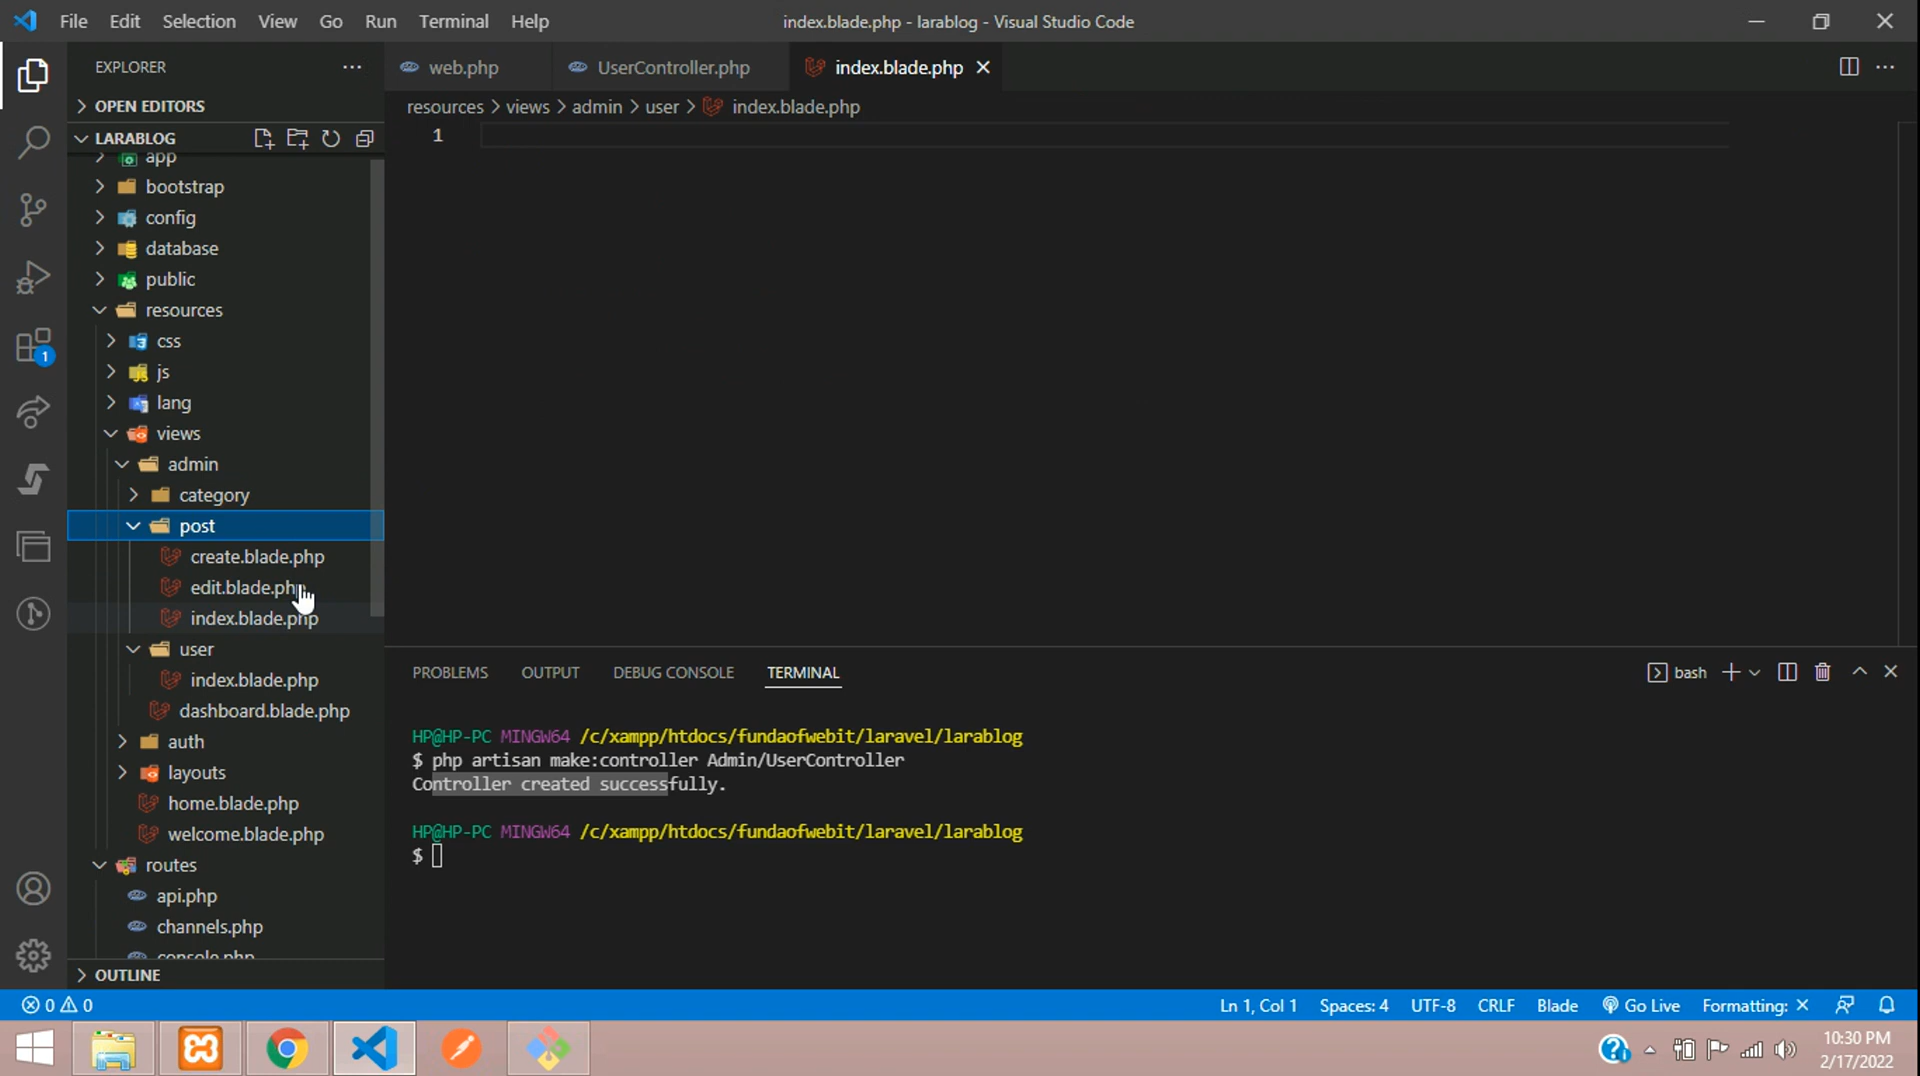 File Edit Selection View Go Run Terminal Help
index.blade.php - larablog - Visual Studio Code
EXPLORER
OPEN EDITORS
LARABLOG
app
bootstrap
config
database
public
resources
css
js
lang
views
admin
category
post
create.blade.php
edit.blade.php
index.blade.php
user
index.blade.php
dashboard.blade.php
auth
layouts
home.blade.php
welcome.blade.php
routes
api.php
channels.php
console.php
OUTLINE
1
web.php UserController.php index.blade.php
resources > views > admin > user > index.blade.php
1
PROBLEMS OUTPUT DEBUG CONSOLE TERMINAL
bash
HP@HP-PC MINGW64 /c/xampp/htdocs/fundaofwebit/laravel/larablog
$ php artisan make:controller Admin/UserController
Controller created successfully.
HP@HP-PC MINGW64 /c/xampp/htdocs/fundaofwebit/laravel/larablog
$
0 0
Ln 1, Col 1 Spaces: 4 UTF-8 CRLF Blade Go Live Formatting: ×
10:30 PM
2/17/2022